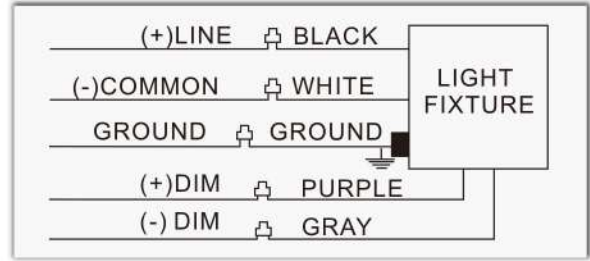 (+)LINE BLACK
(-)COMMON WHITE
GROUND GROUND
(+)DIM PURPLE
(-) DIM GRAY
LIGHT
FIXTURE